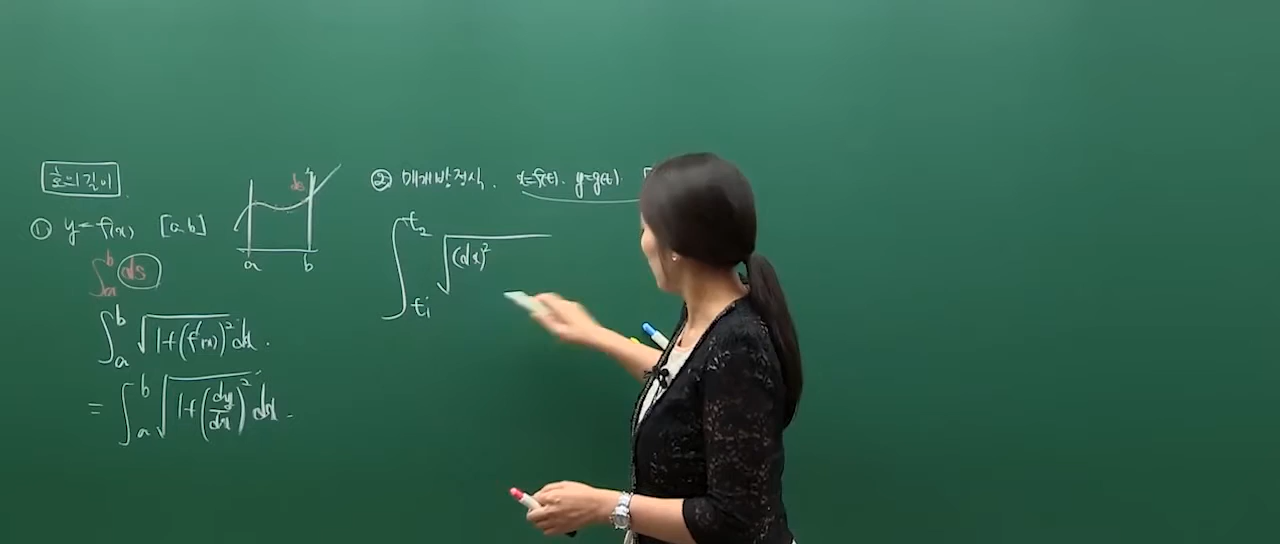 호의길이
① y=f(x) [a.b]
∫ₐᵇ ds
∫ₐᵇ √(1+(f'(x))² dx.
= ∫ₐᵇ √(1+(dy/dx)² dx.
ds
a b
② 매개방정식. x=f(t). y=g(t)
∫ₜ₁ᵗ² √((dx)²